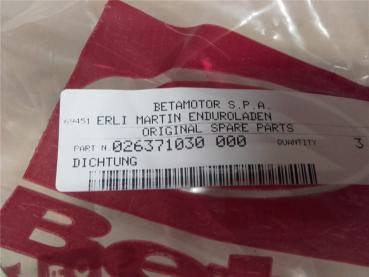 BETAMOTOR S.P.A.
69451 ERLI MARTIN ENDUROLADEN
ORIGINAL SPARE PARTS
PART N. 026371030 000 QUANTITY 3
DICHTUNG